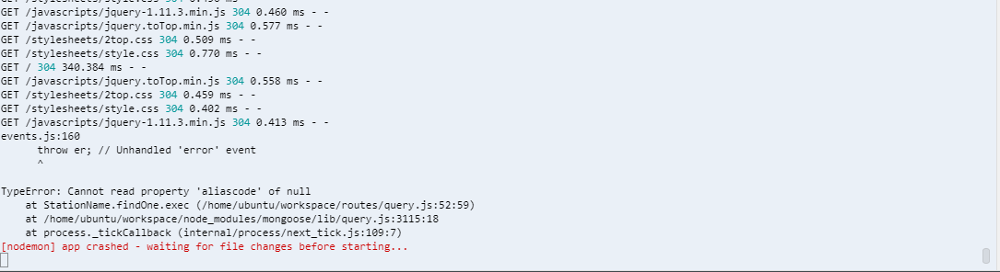 GET /javascripts/jquery-1.11.3.min.js 304 0.460 ms - -
GET /javascripts/jquery.toTop.min.js 304 0.577 ms - -
GET /stylesheets/2top.css 304 0.509 ms - -
GET /stylesheets/style.css 304 0.770 ms - -
GET / 304 340.384 ms - -
GET /javascripts/jquery.toTop.min.js 304 0.558 ms - -
GET /stylesheets/2top.css 304 0.459 ms - -
GET /stylesheets/style.css 304 0.402 ms - -
GET /javascripts/jquery-1.11.3.min.js 304 0.413 ms - -
events.js:160
      throw er; // Unhandled 'error' event
      ^
TypeError: Cannot read property 'aliascode' of null
    at StationName.findOne.exec (/home/ubuntu/workspace/routes/query.js:52:59)
    at /home/ubuntu/workspace/node_modules/mongoose/lib/query.js:3115:18
    at process._tickCallback (internal/process/next_tick.js:109:7)
[nodemon] app crashed - waiting for file changes before starting...